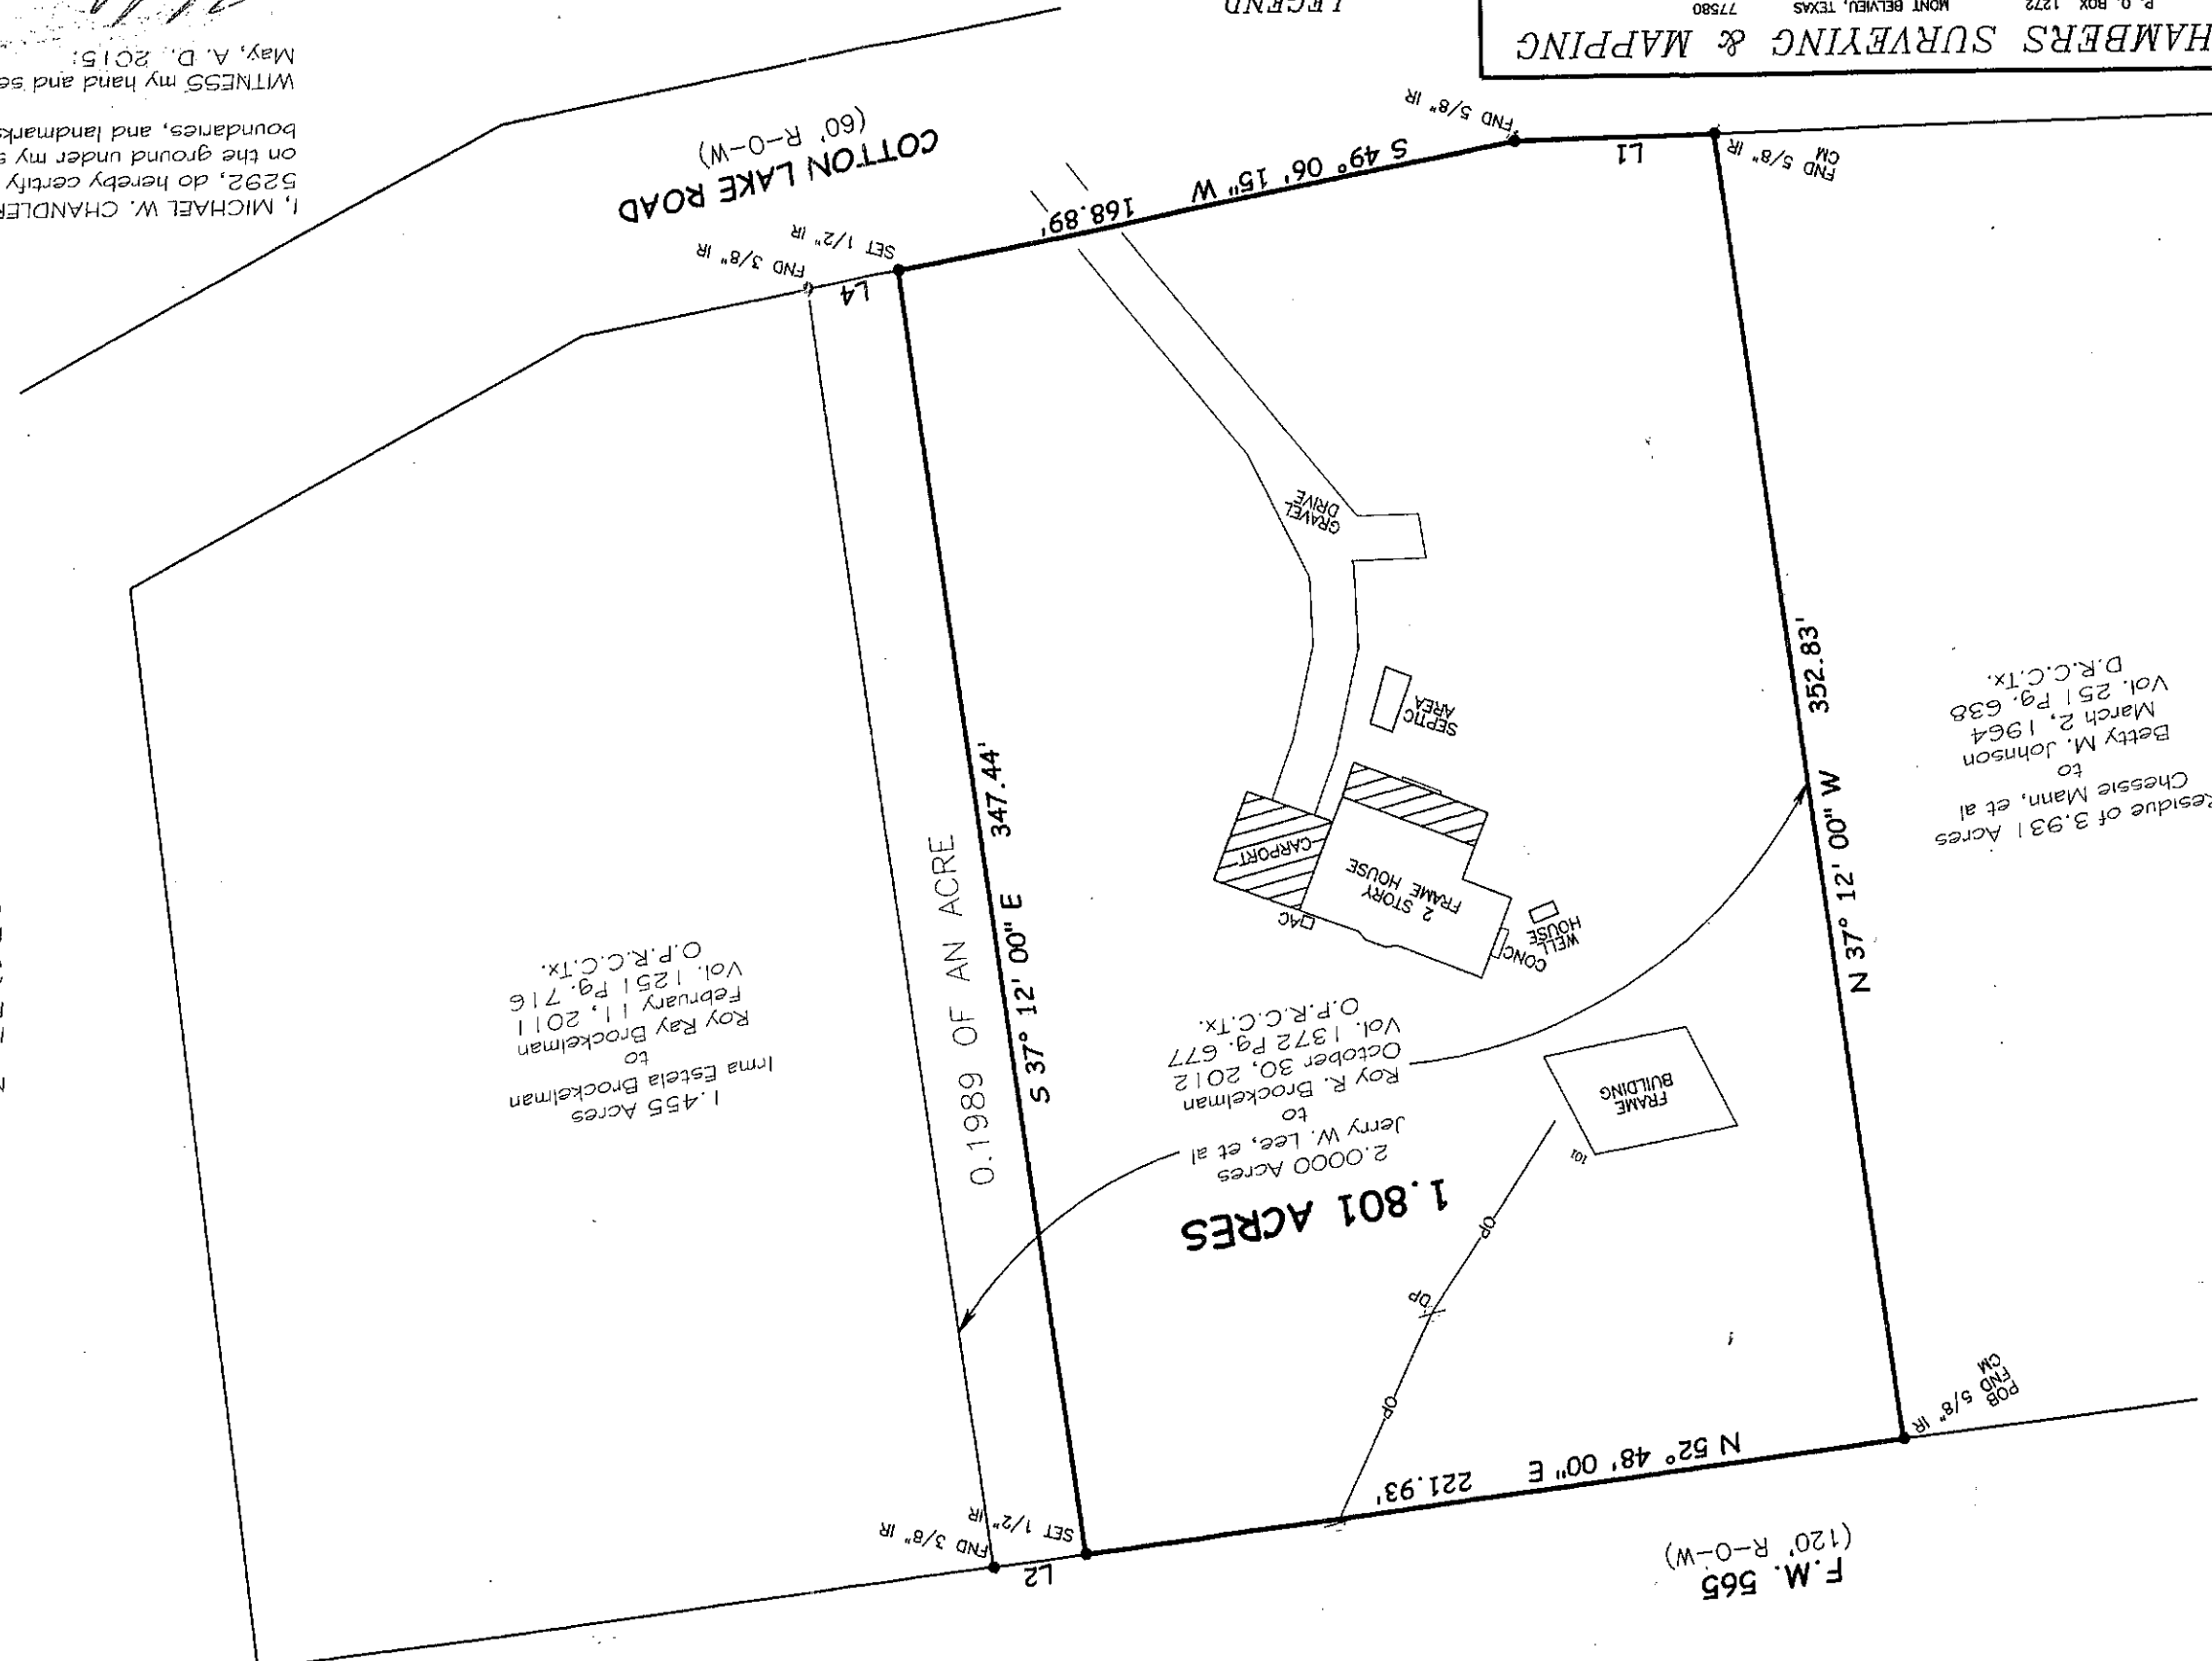 F.M. 565
(120' R-O-W)
POB
FND 5/8" IR
CM
N 52° 48' 00" E 221.93'
SET 1/2" IR
FND 3/8" IR
L2
OP
OP
OP
FRAME
BUILDING
101
1.801 ACRES
2.0000 Acres
Jerry W. Lee, et al
to
Roy R. Brockelman
October 30, 2012
Vol. 1372 Pg. 677
O.P.R.C.C.Tx.
1.455 Acres
Irma Estela Brockelman
to
Roy Ray Brockelman
February 11, 2011
Vol. 1251 Pg. 716
O.P.R.C.C.Tx.
0.1989 OF AN ACRE
S 37° 12' 00" E 347.44'
N 37° 12' 00" W 352.83'
Residue of 3.931 Acres
Chessie Mann, et al
to
Betty M. Johnson
March 2, 1964
Vol. 251 Pg. 638
D.R.C.C.Tx.
CONC
WELL
HOUSE
AC
2 STORY
FRAME HOUSE
CARPORT
SEPTIC
AREA
GRAVEL
DRIVE
L4
SET 1/2" IR
FND 3/8" IR
168.89'
S 49° 06' 15" W
FND 5/8" IR
L1
FND 5/8" IR
CM
COTTON LAKE ROAD
(60' R-O-W)
I, MICHAEL W. CHANDLER
5292, do hereby certify
on the ground under my s
boundaries, and landmarks
WITNESS my hand and se
May, A. D., 2015.
LEGEND
HAMBERS SURVEYING & MAPPING
P. O. BOX 1272 MONT BELVIEU, TEXAS 77580